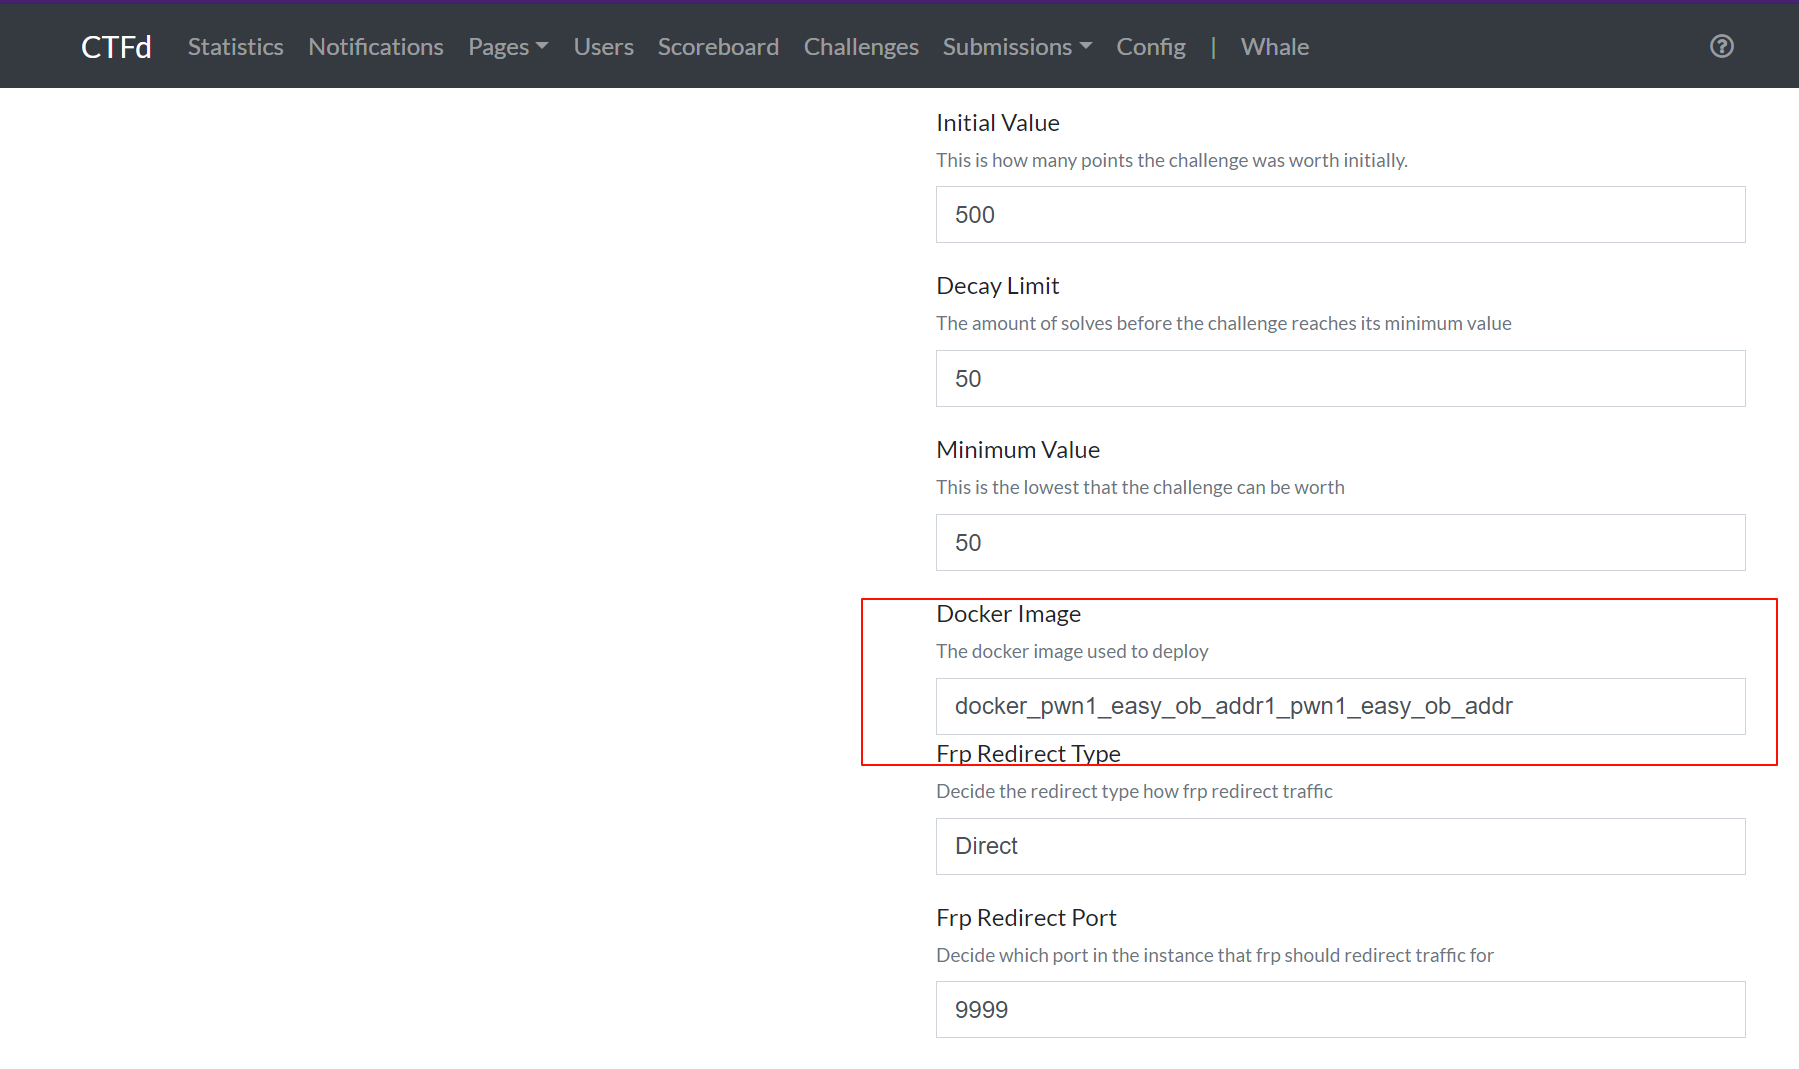 CTFd Statistics Notifications Pages Users Scoreboard Challenges Submissions Config | Whale
Initial Value
This is how many points the challenge was worth initially.
500
Decay Limit
The amount of solves before the challenge reaches its minimum value
50
Minimum Value
This is the lowest that the challenge can be worth
50
Docker Image
The docker image used to deploy
docker_pwn1_easy_ob_addr1_pwn1_easy_ob_addr
Frp Redirect Type
Decide the redirect type how frp redirect traffic
Direct
Frp Redirect Port
Decide which port in the instance that frp should redirect traffic for
9999